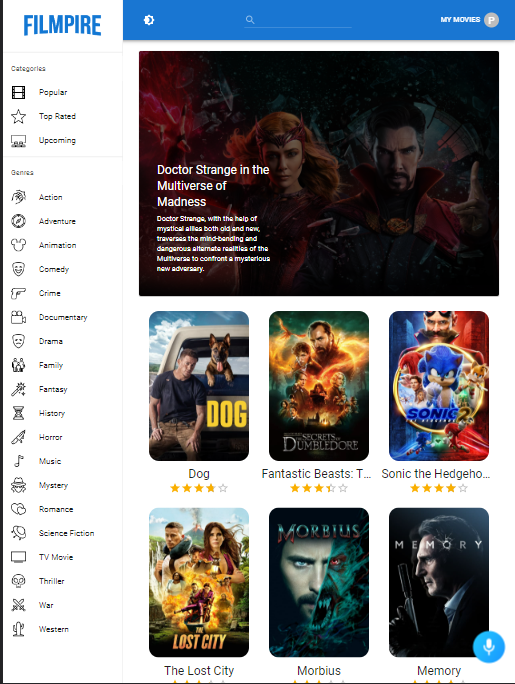 FILMPIRE
MY MOVIES P
Categories
Popular
Top Rated
Upcoming
Genres
Action
Adventure
Animation
Comedy
Crime
Documentary
Drama
Family
Fantasy
History
Horror
Music
Mystery
Romance
Science Fiction
TV Movie
Thriller
War
Western
Doctor Strange in the
Multiverse of
Madness
Doctor Strange, with the help of
mystical allies both old and new,
traverses the mind-bending and
dangerous alternate realities of the
Multiverse to confront a mysterious
new adversary.
DOG
SECRETS OF
DUMBLEDORE
SONIC 2
Dog
Fantastic Beasts: T...
Sonic the Hedgeho...
THE
LOST CITY
MORBIUS
MEMORY
The Lost City
Morbius
Memory